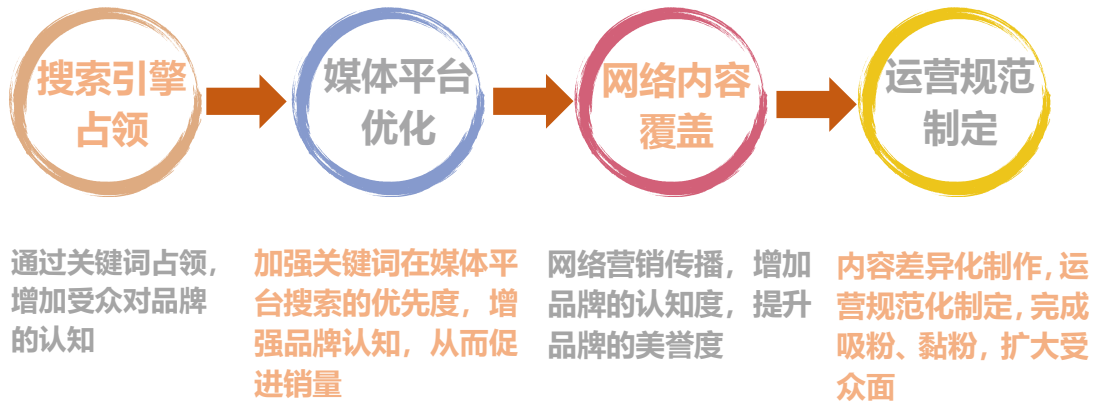 搜索引擎
占领
媒体平台
优化
网络内容
覆盖
运营规范
制定
通过关键词占领，
增加受众对品牌
的认知
加强关键词在媒体平
台搜索的优先度，增
强品牌认知，从而促
进销量
网络营销传播，增加
品牌的认知度，提升
品牌的美誉度
内容差异化制作，运
营规范化制定，完成
吸粉、黏粉，扩大受
众面